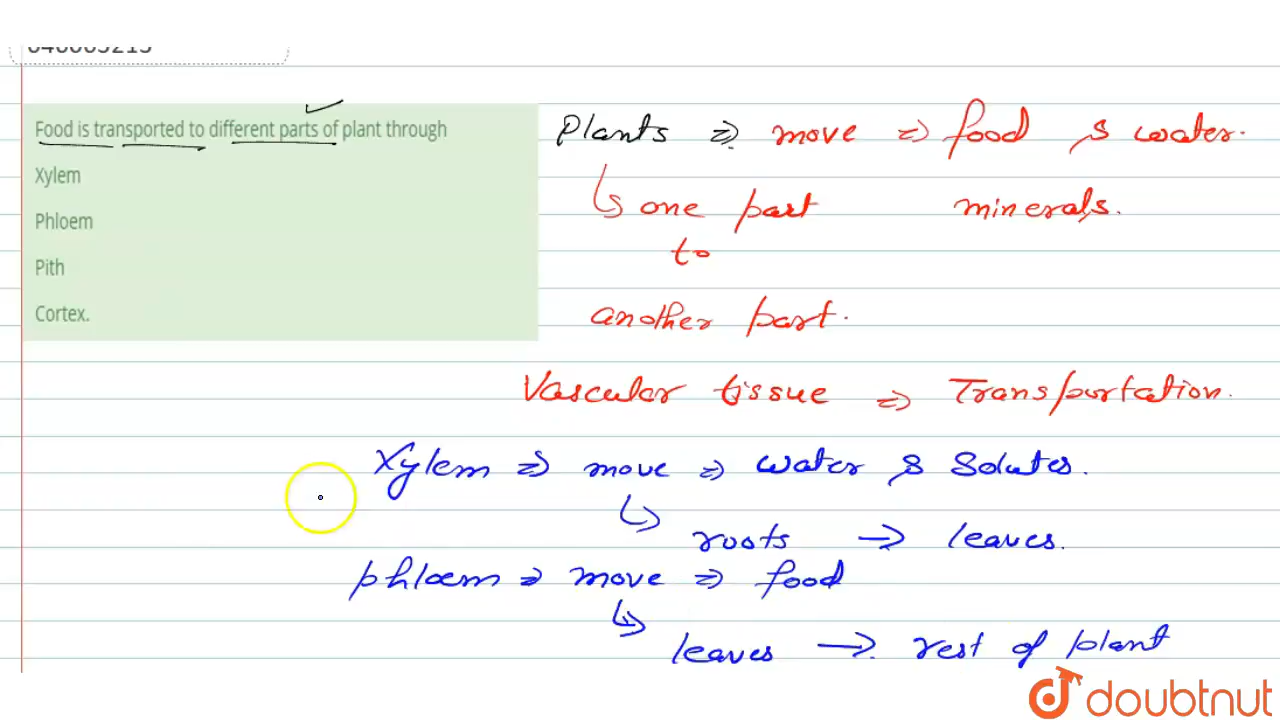 Food is transported to different parts of plant through
Xylem
Phloem
Pith
Cortex.
Plants ⇒ move ⇒ food & water.
↳ one part minerals.
to
another part.
Vascular tissue ⇒ Transportation.
Xylem ⇒ move ⇒ water & Solutes.
↳ roots → leaves.
phloem ⇒ move ⇒ food
↳ leaves → rest of plant
doubtnut